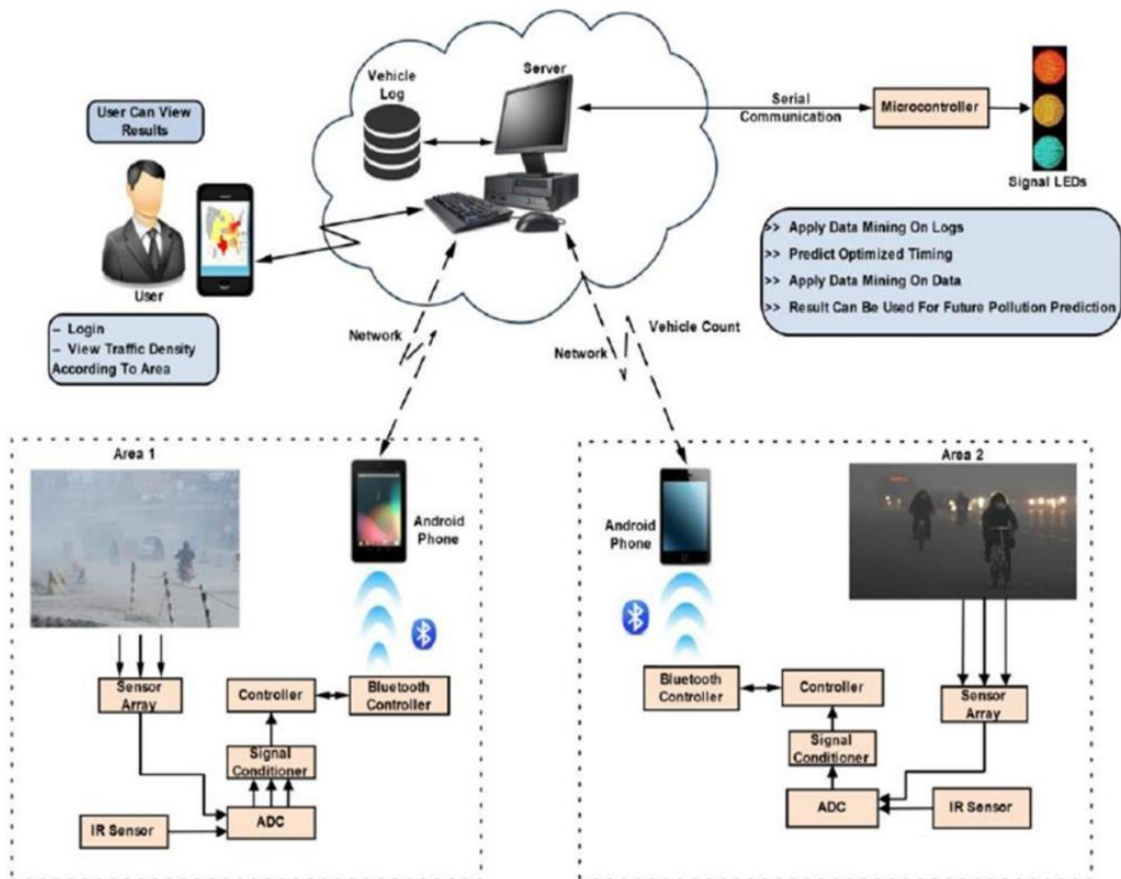 Vehicle
Log
Server
Serial
Communication
Microcontroller
Signal LEDs
User Can View
Results
User
– Login
– View Traffic Density
According To Area
>> Apply Data Mining On Logs
>> Predict Optimized Timing
>> Apply Data Mining On Data
>> Result Can Be Used For Future Pollution Prediction
Network
Network
Vehicle Count
Area 1
Android
Phone
Sensor
Array
Controller
Bluetooth
Controller
Signal
Conditioner
IR Sensor
ADC
Area 2
Android
Phone
Bluetooth
Controller
Controller
Sensor
Array
Signal
Conditioner
ADC
IR Sensor